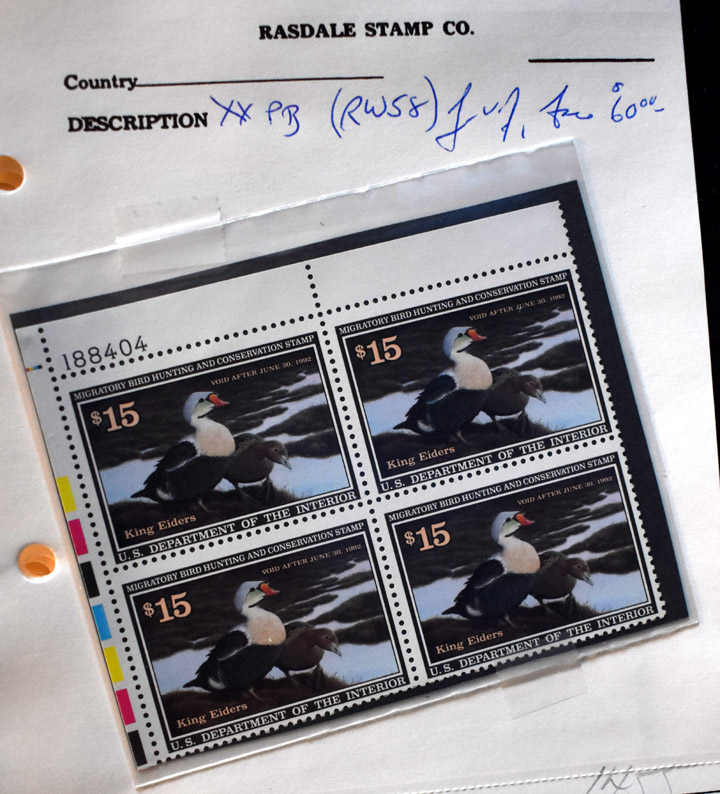 RASDALE STAMP CO.
Country
DESCRIPTION XX PB (RW58) f vf, face $60⁰⁰
188404
MIGRATORY BIRD HUNTING AND CONSERVATION STAMP
VOID AFTER JUNE 30, 1992
$15
King Eiders
U.S. DEPARTMENT OF THE INTERIOR
MIGRATORY BIRD HUNTING AND CONSERVATION STAMP
VOID AFTER JUNE 30, 1992
$15
King Eiders
U.S. DEPARTMENT OF THE INTERIOR
MIGRATORY BIRD HUNTING AND CONSERVATION STAMP
VOID AFTER JUNE 30, 1992
$15
King Eiders
U.S. DEPARTMENT OF THE INTERIOR
MIGRATORY BIRD HUNTING AND CONSERVATION STAMP
VOID AFTER JUNE 30, 1992
$15
King Eiders
U.S. DEPARTMENT OF THE INTERIOR